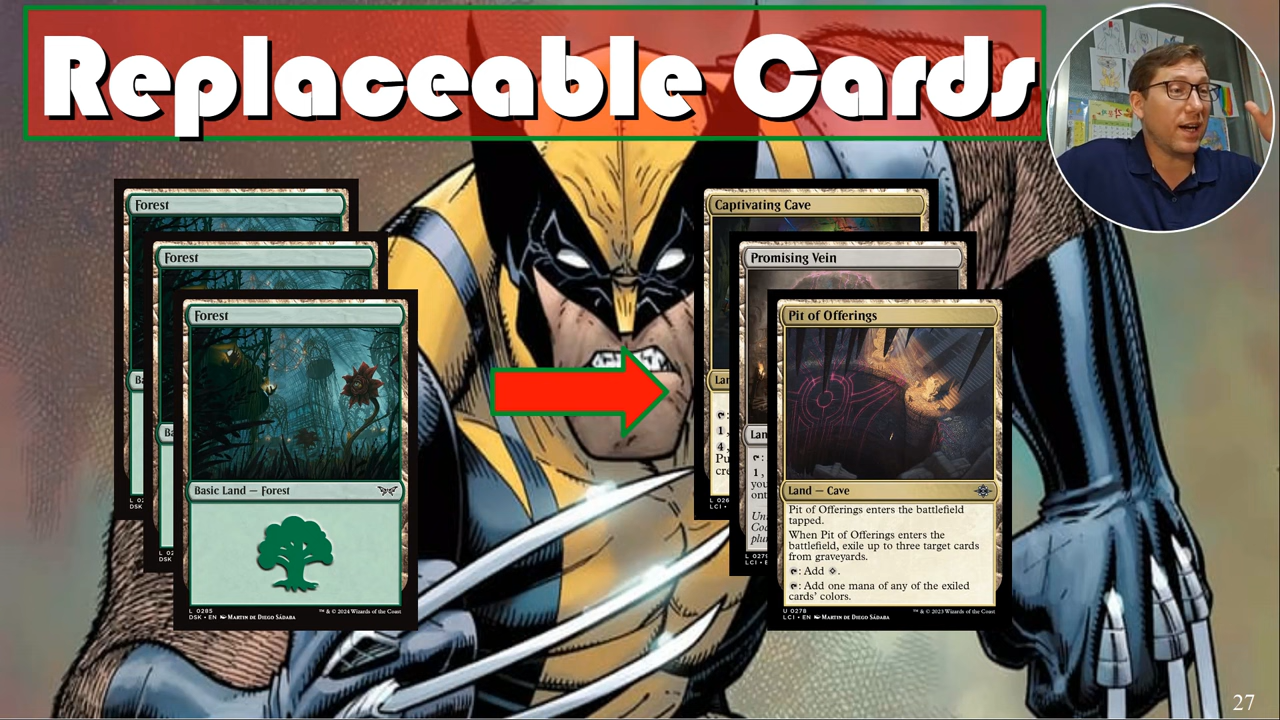 Replaceable Cards
Forest
Forest
Forest
Basic Land — Forest
L 0285
DSK • EN MARTIN DE DIEGO SÁDABA
™ & © 2024 Wizards of the Coast
Captivating Cave
Promising Vein
Pit of Offerings
Land — Cave
Pit of Offerings enters the battlefield
tapped.
When Pit of Offerings enters the
battlefield, exile up to three target cards
from graveyards.
: Add
: Add one mana of any of the exiled
cards' colors.
U 0278
LCI • EN MARTIN DE DIEGO SÁDABA
™ & © 2023 Wizards of the Coast
27